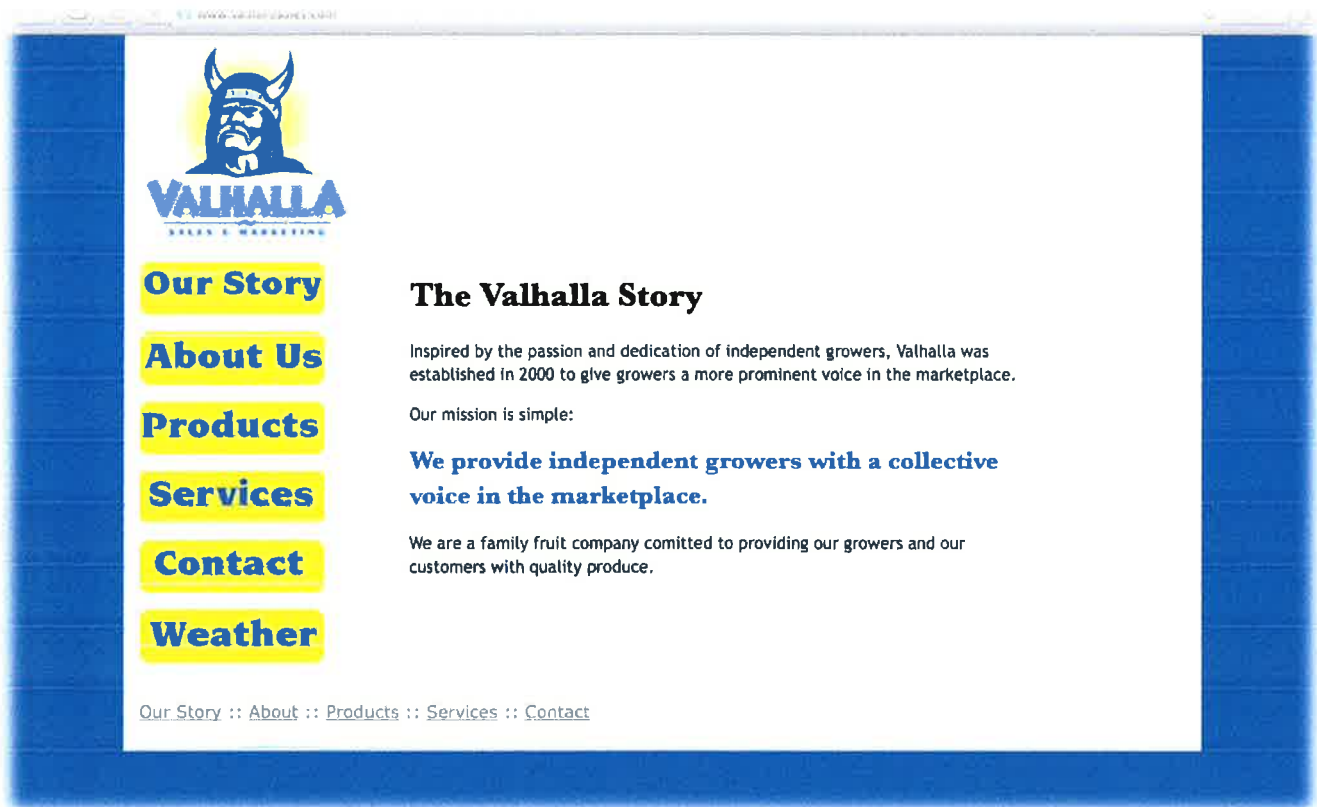 VALHALLA
SALES & MARKETING
Our Story
About Us
Products
Services
Contact
Weather
The Valhalla Story
Inspired by the passion and dedication of independent growers, Valhalla was
established in 2000 to give growers a more prominent voice in the marketplace.
Our mission is simple:
We provide independent growers with a collective
voice in the marketplace.
We are a family fruit company comitted to providing our growers and our
customers with quality produce.
Our Story :: About :: Products :: Services :: Contact